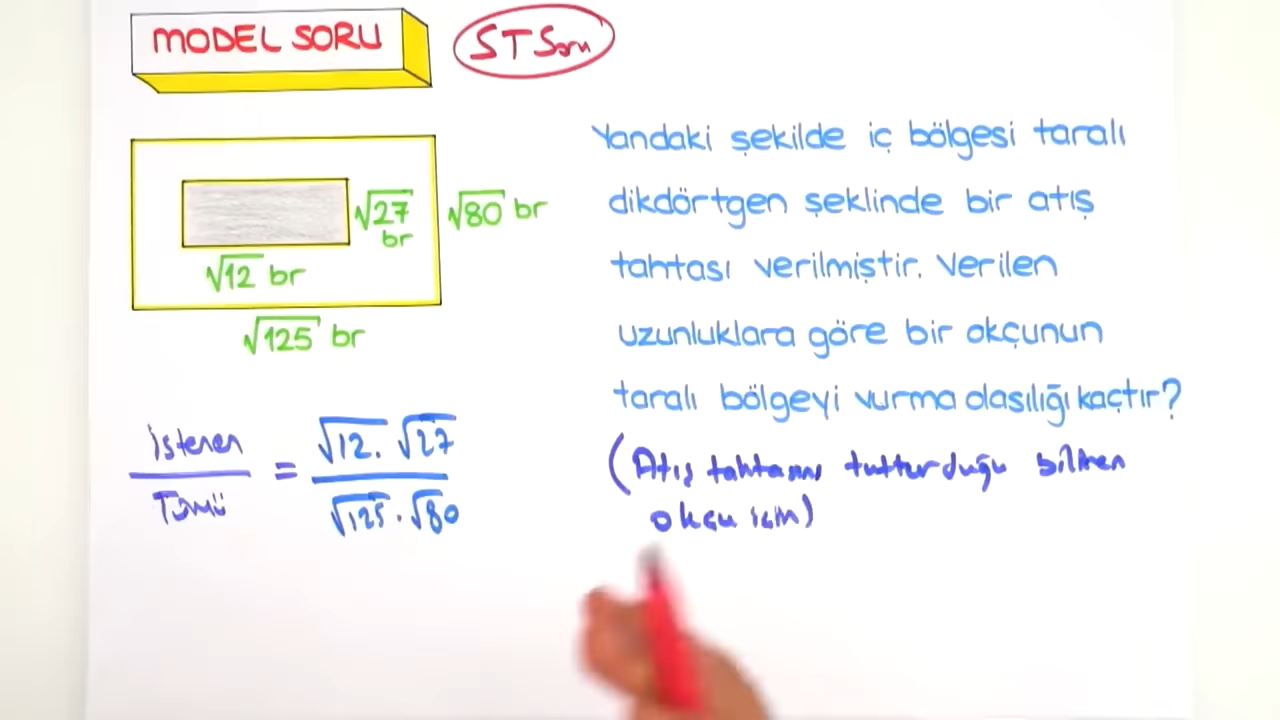 MODEL SORU
ST Soru
√27
br
√80 br
√12 br
√125 br
Yandaki şekilde iç bölgesi taralı
dikdörtgen şeklinde bir atış
tahtası verilmiştir. Verilen
uzunluklara göre bir okçunun
taralı bölgeyi vurma olasılığı kaçtır?
(Atış tahtasını tutturduğu bilinen
okçu için)
İstenen
Tümü
=
√12 . √27
√125 . √80